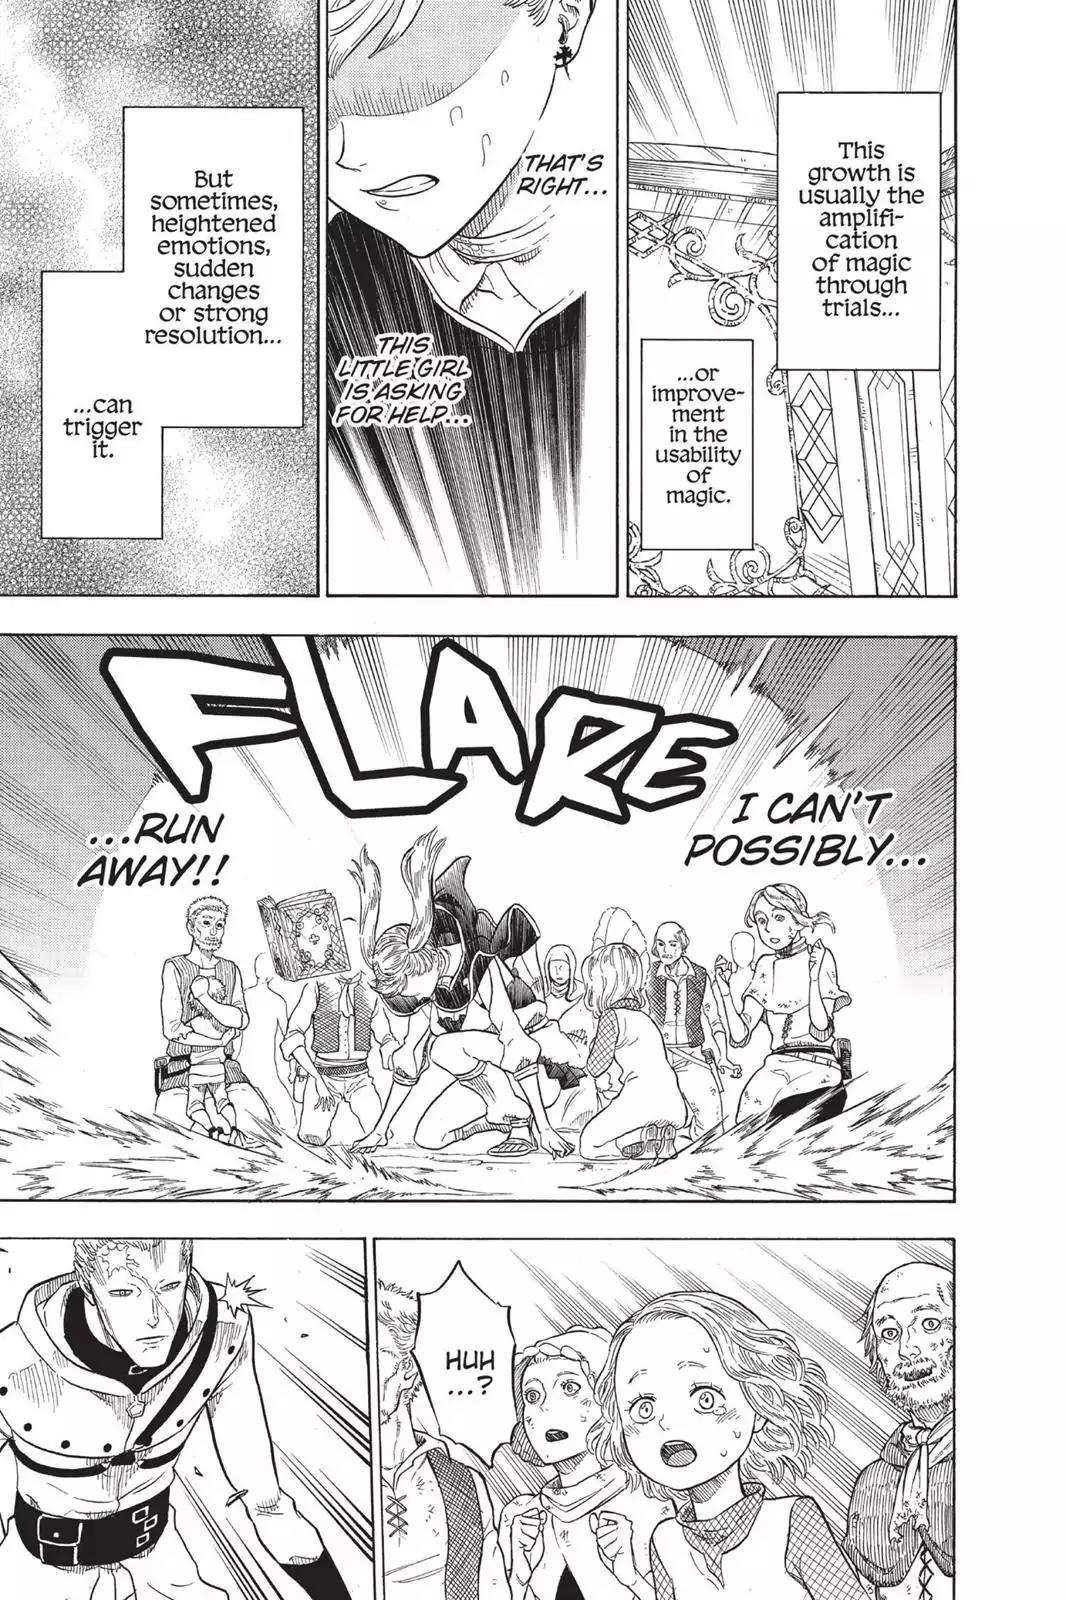 This
growth is
usually the
amplifi-
cation
of magic
through
trials...
...or
improve-
ment
in the
usability
of
magic.
THAT'S
RIGHT...
THIS
LITTLE GIRL
IS ASKING
FOR HELP...
But
sometimes,
heightened
emotions,
sudden
changes
or strong
resolution...
...can
trigger
it.
FLARE
I CAN'T
POSSIBLY...
...RUN
AWAY!!
HUH
...?